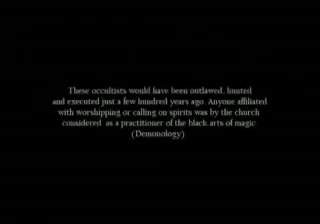 These occultists would have been outlawed, hunted
and executed just a few hundred years ago. Anyone affiliated
with worshipping or calling on spirits was by the church
considered as a practitioner of the black arts of magic
(Demonology)